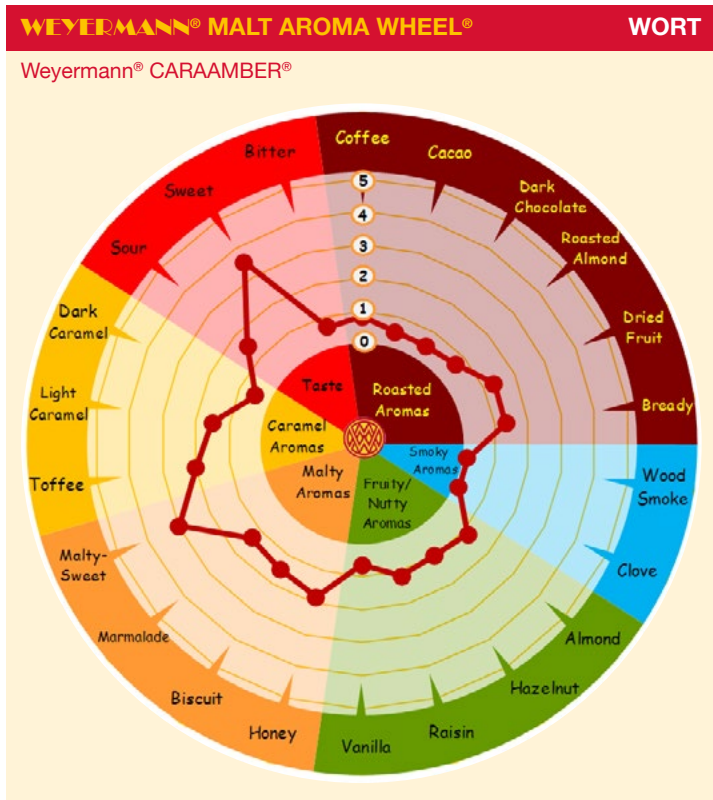 WEYERMANN® MALT AROMA WHEEL®
WORT
Weyermann® CARAAMBER®
Coffee
Cacao
Dark
Chocolate
Roasted
Almond
Dried
Fruit
Bready
Wood
Smoke
Clove
Almond
Hazelnut
Raisin
Vanilla
Honey
Biscuit
Marmalade
Malty-
Sweet
Toffee
Light
Caramel
Dark
Caramel
Sour
Sweet
Bitter
5
4
3
2
1
0
Taste
Roasted
Aromas
Caramel
Aromas
Smoky
Aromas
Malty
Aromas
Fruity/
Nutty
Aromas